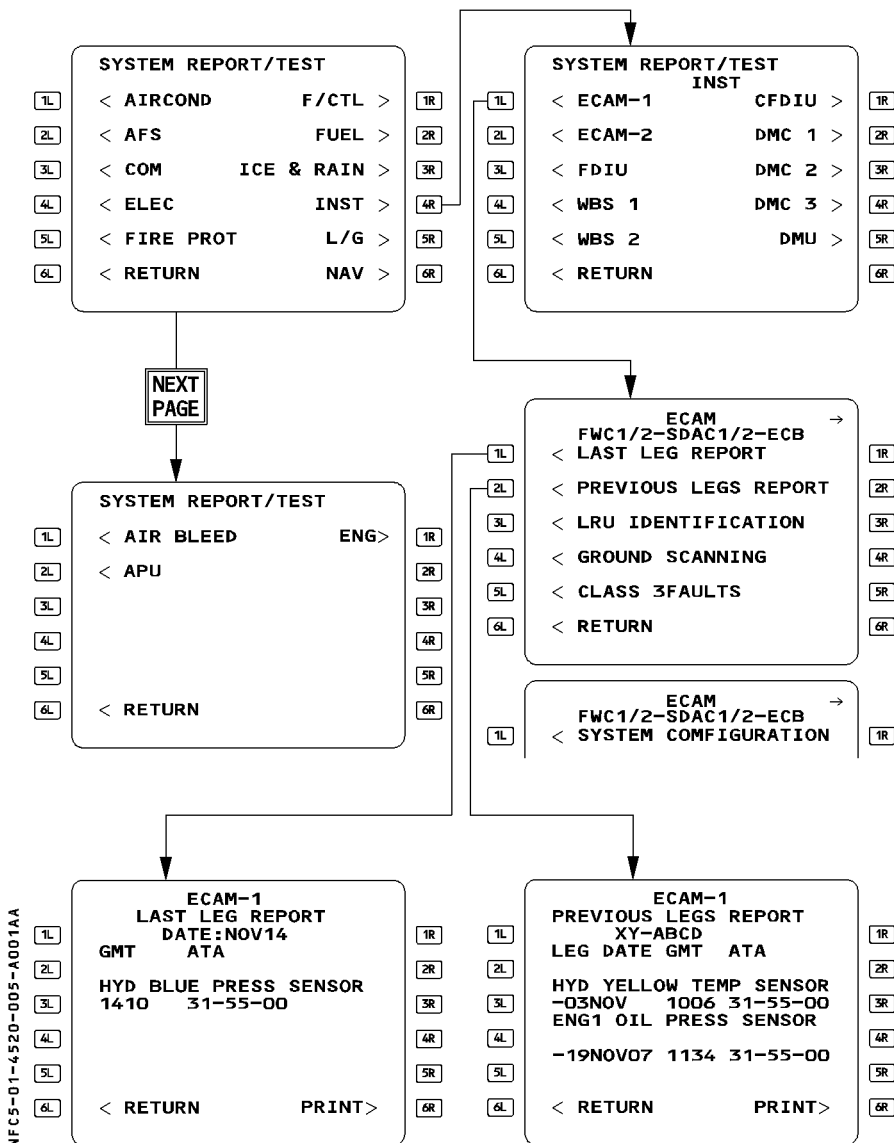 SYSTEM REPORT/TEST
1L < AIRCOND F/CTL > 1R
2L < AFS FUEL > 2R
3L < COM ICE & RAIN > 3R
4L < ELEC INST > 4R
5L < FIRE PROT L/G > 5R
6L < RETURN NAV > 6R
SYSTEM REPORT/TEST
INST
1L < ECAM-1 CFDIU > 1R
2L < ECAM-2 DMC 1 > 2R
3L < FDIU DMC 2 > 3R
4L < WBS 1 DMC 3 > 4R
5L < WBS 2 DMU > 5R
6L < RETURN 6R
NEXT
PAGE
SYSTEM REPORT/TEST
1L < AIR BLEED ENG> 1R
2L < APU 2R
3L 3R
4L 4R
5L 5R
6L < RETURN 6R
ECAM →
FWC1/2-SDAC1/2-ECB
1L < LAST LEG REPORT 1R
2L < PREVIOUS LEGS REPORT 2R
3L < LRU IDENTIFICATION 3R
4L < GROUND SCANNING 4R
5L < CLASS 3FAULTS 5R
6L < RETURN 6R
ECAM →
FWC1/2-SDAC1/2-ECB
1L < SYSTEM COMFIGURATION 1R
ECAM-1
LAST LEG REPORT
1L DATE:NOV14 1R
GMT ATA
2L 2R
HYD BLUE PRESS SENSOR
3L 1410 31-55-00 3R
4L 4R
5L 5R
6L < RETURN PRINT> 6R
ECAM-1
PREVIOUS LEGS REPORT
1L XY-ABCD 1R
LEG DATE GMT ATA
2L 2R
HYD YELLOW TEMP SENSOR
3L -03NOV 1006 31-55-00 3R
ENG1 OIL PRESS SENSOR
4L 4R
-19NOV07 1134 31-55-00
5L 5R
6L < RETURN PRINT> 6R
NFC5-01-4520-005-A001AA